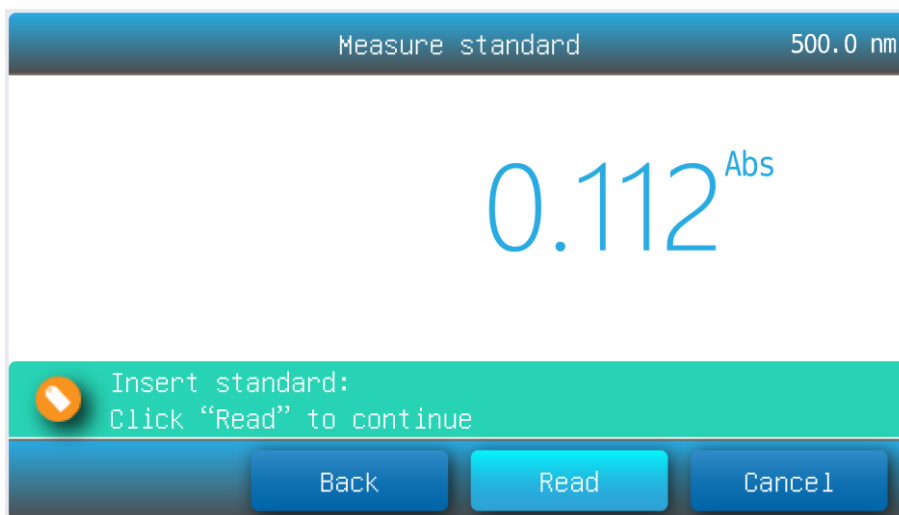 Measure standard 500.0 nm
0.112 Abs
Insert standard:
Click “Read” to continue
Back Read Cancel